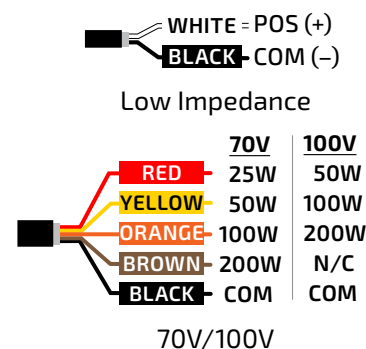 WHITE = POS (+)
BLACK - COM (–)
Low Impedance
70V 100V
RED - 25W 50W
YELLOW - 50W 100W
ORANGE - 100W 200W
BROWN - 200W N/C
BLACK - COM COM
70V/100V